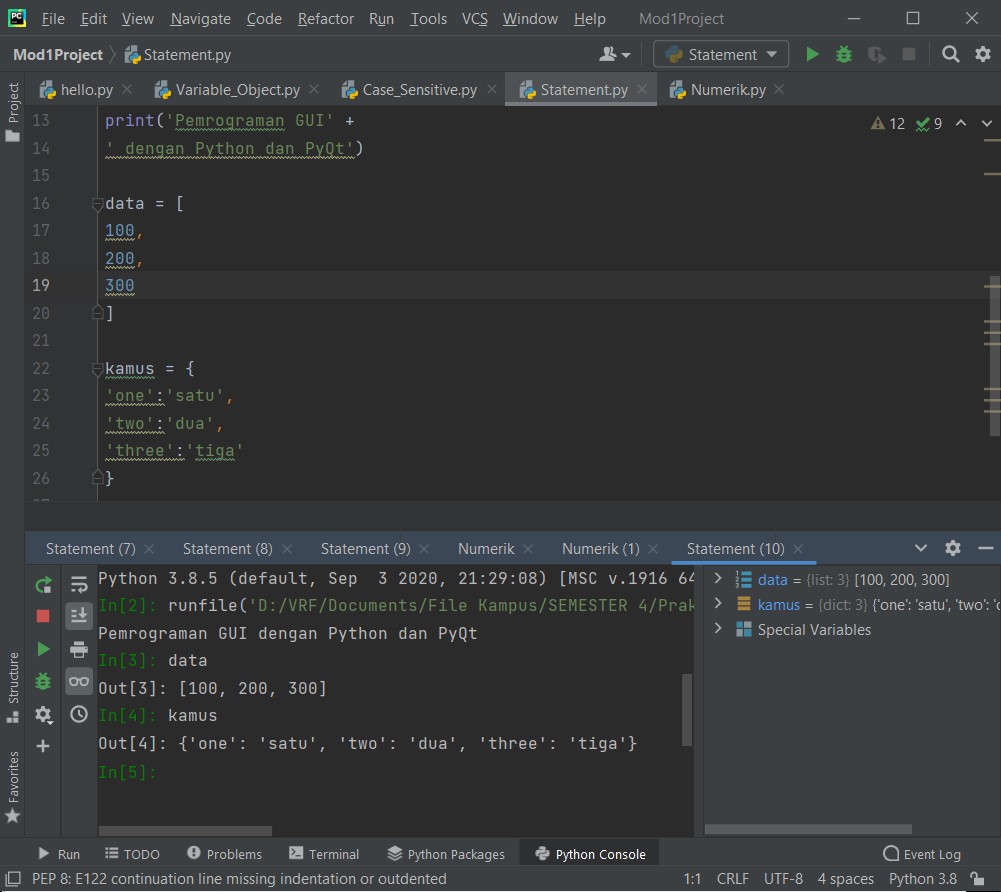 PC File Edit View Navigate Code Refactor Run Tools VCS Window Help Mod1Project
Mod1Project Statement.py Statement
hello.py Variable_Object.py Case_Sensitive.py Statement.py Numerik.py
Project
12 9
13 print('Pemrograman GUI' +
14 ' dengan Python dan PyQt')
15
16 data = [
17 100,
18 200,
19 300
20 ]
21
22 kamus = {
23 'one':'satu',
24 'two':'dua',
25 'three':'tiga'
26 }
Statement (7) Statement (8) Statement (9) Numerik Numerik (1) Statement (10)
Python 3.8.5 (default, Sep  3 2020, 21:29:08) [MSC v.1916 64
In[2]: runfile('D:/VRF/Documents/File Kampus/SEMESTER 4/Prak
Pemrograman GUI dengan Python dan PyQt
In[3]: data
Out[3]: [100, 200, 300]
In[4]: kamus
Out[4]: {'one': 'satu', 'two': 'dua', 'three': 'tiga'}
In[5]:
data = {list: 3} [100, 200, 300]
kamus = {dict: 3} {'one': 'satu', 'two': 'd
Special Variables
Structure
Favorites
Run TODO Problems Terminal Python Packages Python Console Event Log
PEP 8: E122 continuation line missing indentation or outdented 1:1 CRLF UTF-8 4 spaces Python 3.8